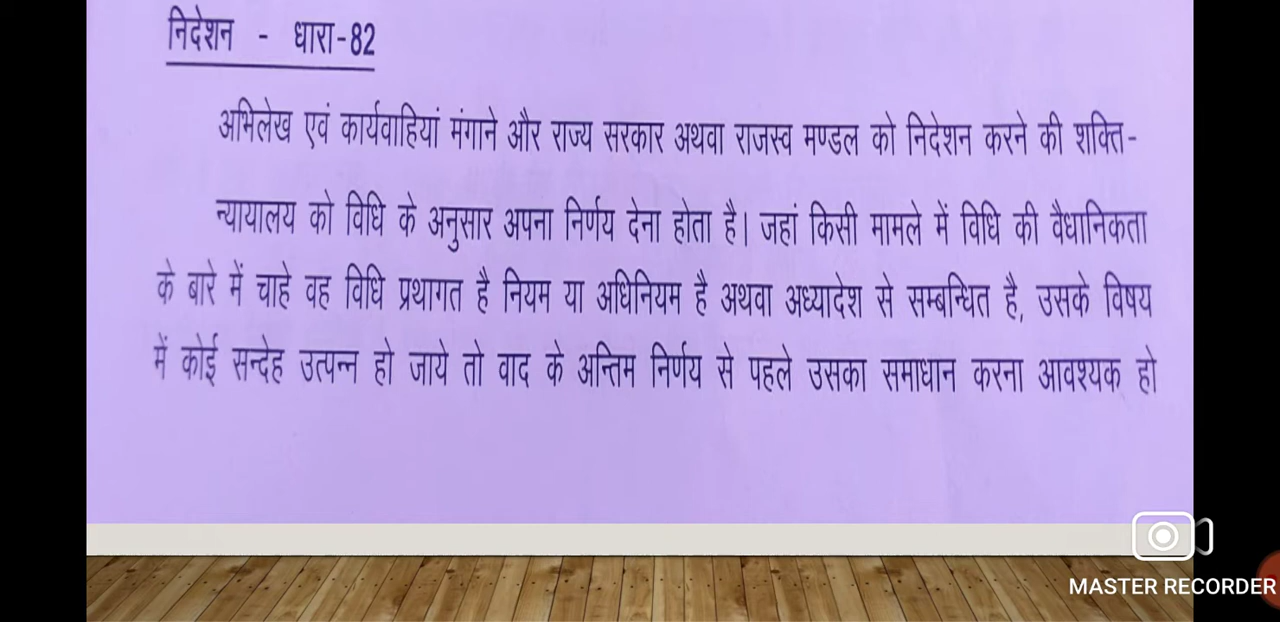 निदेशन - धारा-82
अभिलेख एवं कार्यवाहियां मंगाने और राज्य सरकार अथवा राजस्व मण्डल को निदेशन करने की शक्ति-
न्यायालय को विधि के अनुसार अपना निर्णय देना होता है। जहां किसी मामले में विधि की वैधानिकता
के बारे में चाहे वह विधि प्रथागत है नियम या अधिनियम है अथवा अध्यादेश से सम्बन्धित है, उसके विषय
में कोई सन्देह उत्पन्न हो जाये तो वाद के अन्तिम निर्णय से पहले उसका समाधान करना आवश्यक हो
MASTER RECORDER